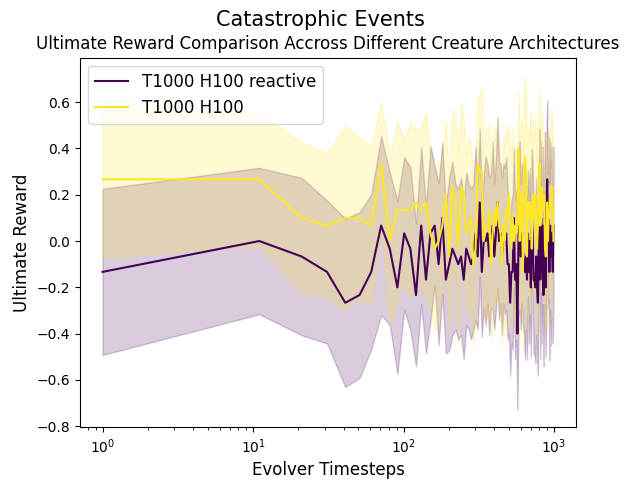 Catastrophic Events
Ultimate Reward Comparison Accross Different Creature Architectures
T1000 H100 reactive
T1000 H100
Ultimate Reward
0.6
0.4
0.2
0.0
−0.2
−0.4
−0.6
−0.8
10⁰
10¹
10²
10³
Evolver Timesteps